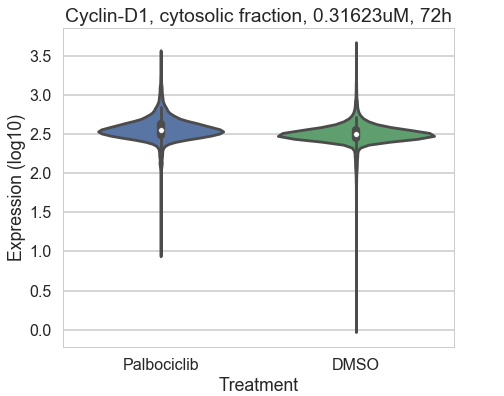 Cyclin-D1, cytosolic fraction, 0.31623uM, 72h
Expression (log10)
3.5
3.0
2.5
2.0
1.5
1.0
0.5
0.0
Palbociclib
DMSO
Treatment